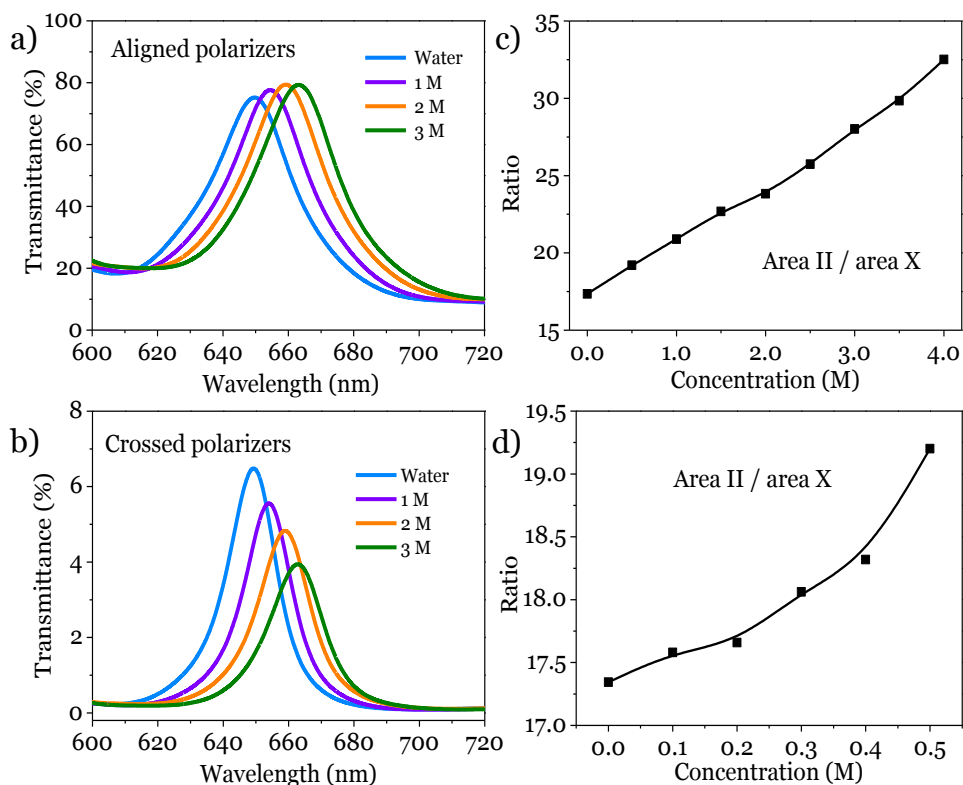 a)
Aligned polarizers
Water
1 M
2 M
3 M
Transmittance (%)
100
80
60
40
20
0
600 620 640 660 680 700 720
Wavelength (nm)
c)
Ratio
35
30
25
20
15
Area II / area X
0.0 1.0 2.0 3.0 4.0
Concentration (M)
b)
Crossed polarizers
Water
1 M
2 M
3 M
Transmittance (%)
8
6
4
2
0
600 620 640 660 680 700 720
Wavelength (nm)
d)
Area II / area X
Ratio
19.5
19.0
18.5
18.0
17.5
17.0
0.0 0.1 0.2 0.3 0.4 0.5
Concentration (M)